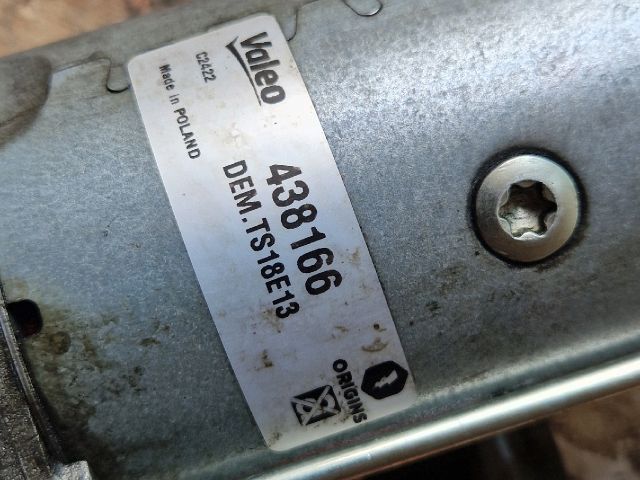 Valeo
C2422
Made in POLAND
438166
DEM.TS18E13
ORIGINS